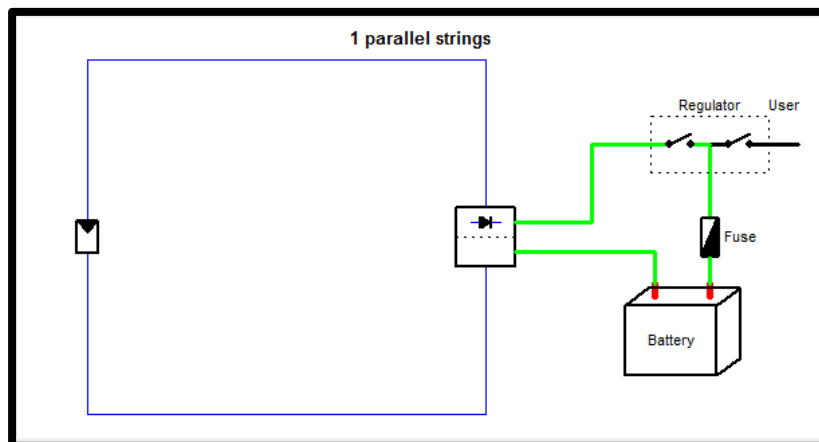 1 parallel strings
Regulator
User
Fuse
Battery